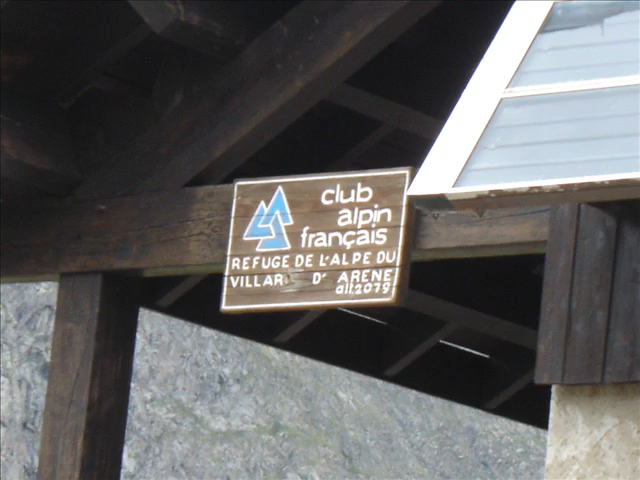 club
alpin
français
REFUGE DE L'ALPE DU
VILLAR D' ARENE
alt.2079